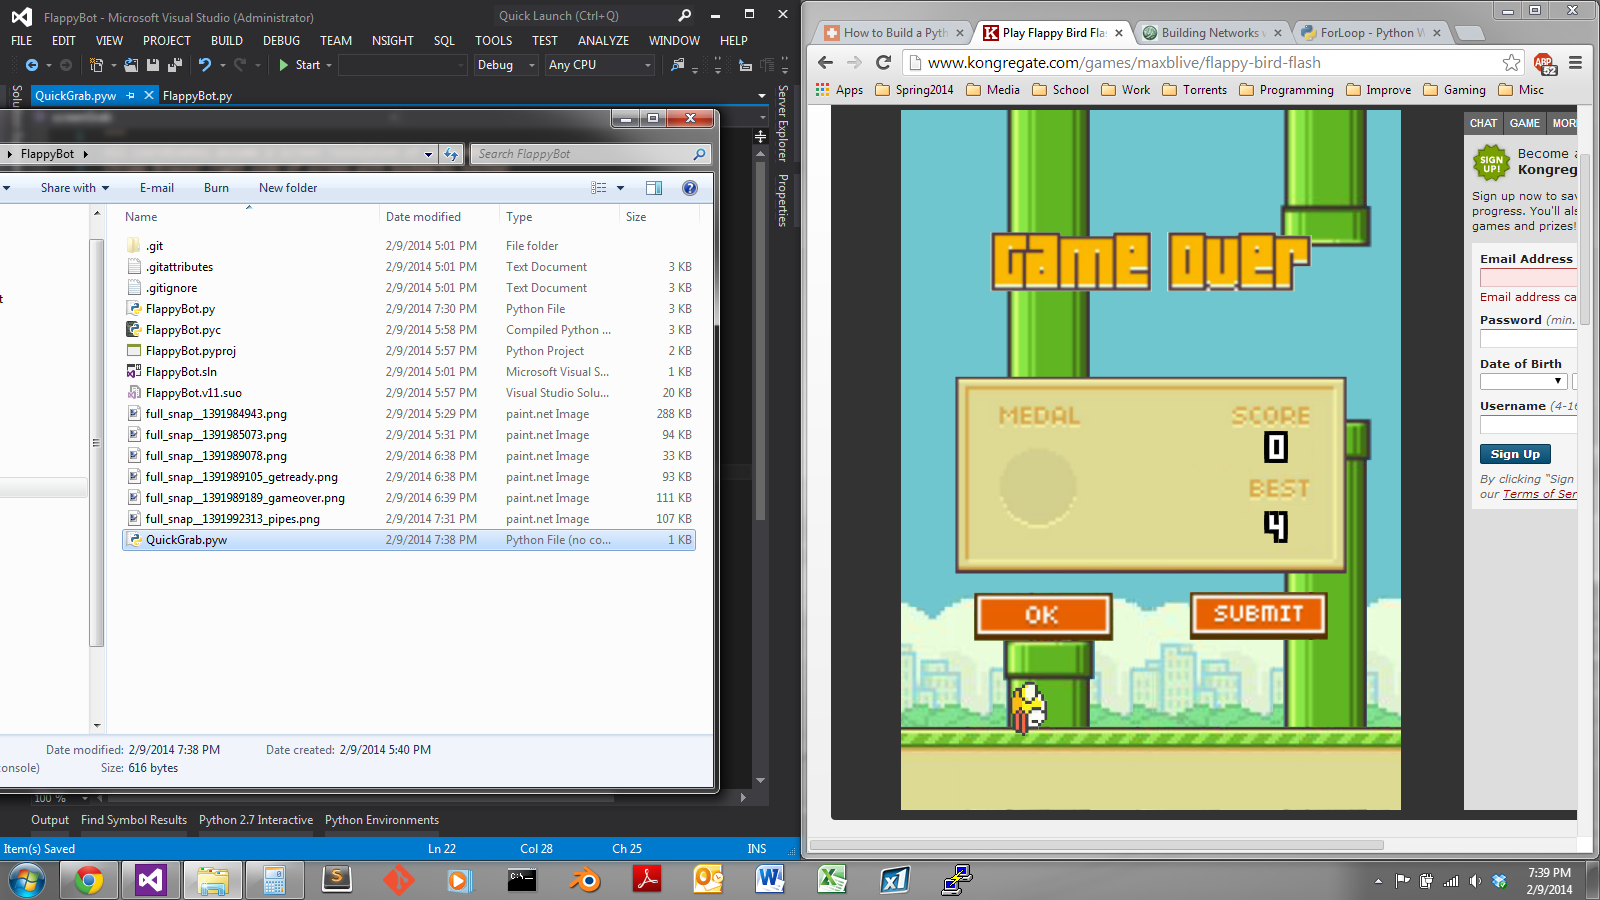 FlappyBot - Microsoft Visual Studio (Administrator)
Quick Launch (Ctrl+Q)
FILE EDIT VIEW PROJECT BUILD DEBUG TEAM NSIGHT SQL TOOLS TEST ANALYZE WINDOW HELP
Start Debug Any CPU
QuickGrab.pyw FlappyBot.py
Server Explorer
Properties
FlappyBot
Search FlappyBot
Share with E-mail Burn New folder
Name Date modified Type Size
.git 2/9/2014 5:01 PM File folder
.gitattributes 2/9/2014 5:01 PM Text Document 3 KB
.gitignore 2/9/2014 5:01 PM Text Document 3 KB
FlappyBot.py 2/9/2014 7:30 PM Python File 3 KB
FlappyBot.pyc 2/9/2014 5:58 PM Compiled Python ... 3 KB
FlappyBot.pyproj 2/9/2014 5:57 PM Python Project 2 KB
FlappyBot.sln 2/9/2014 5:01 PM Microsoft Visual S... 1 KB
FlappyBot.v11.suo 2/9/2014 5:57 PM Visual Studio Solu... 20 KB
full_snap__1391984943.png 2/9/2014 5:29 PM paint.net Image 288 KB
full_snap__1391985073.png 2/9/2014 5:31 PM paint.net Image 94 KB
full_snap__1391989078.png 2/9/2014 6:38 PM paint.net Image 33 KB
full_snap__1391989105_getready.png 2/9/2014 6:38 PM paint.net Image 93 KB
full_snap__1391989189_gameover.png 2/9/2014 6:39 PM paint.net Image 111 KB
full_snap__1391992313_pipes.png 2/9/2014 7:31 PM paint.net Image 107 KB
QuickGrab.pyw 2/9/2014 7:38 PM Python File (no co... 1 KB
Date modified: 2/9/2014 7:38 PM Date created: 2/9/2014 5:40 PM
onsole) Size: 616 bytes
100 %
Output Find Symbol Results Python 2.7 Interactive Python Environments
Item(s) Saved Ln 22 Col 28 Ch 25 INS
How to Build a Pyth Play Flappy Bird Fla Building Networks w ForLoop - Python W
www.kongregate.com/games/maxblive/flappy-bird-flash
ABP 52
Apps Spring2014 Media School Work Torrents Programming Improve Gaming Misc
Game Over
MEDAL SCORE
0
BEST
4
OK SUBMIT
CHAT GAME MOR
SIGN UP!
Become a
Kongreg
Sign up now to sav
progress. You'll als
games and prizes!
Email Address
Email address ca
Password (min.
Date of Birth
Username (4-16
Sign Up
By clicking "Sign
our Terms of Ser
7:39 PM
2/9/2014